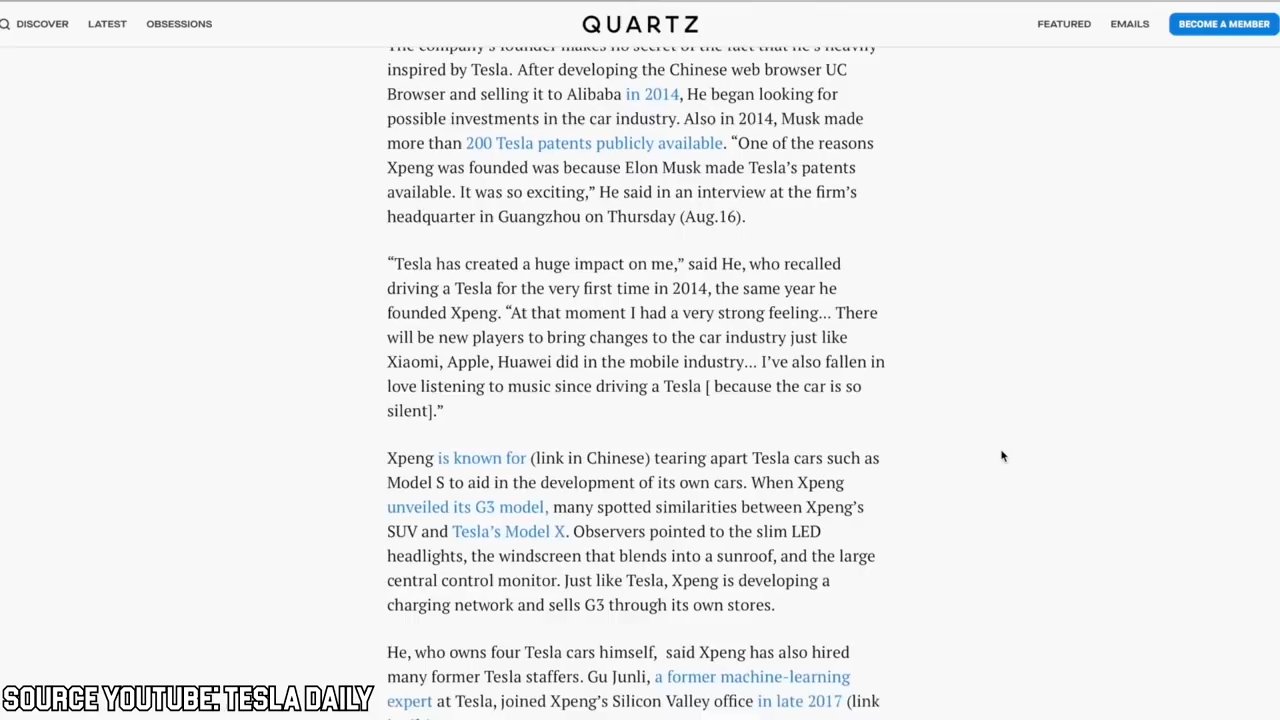 DISCOVER LATEST OBSESSIONS QUARTZ FEATURED EMAILS BECOME A MEMBER
The company's founder makes no secret of the fact that he's heavily
inspired by Tesla. After developing the Chinese web browser UC
Browser and selling it to Alibaba in 2014, He began looking for
possible investments in the car industry. Also in 2014, Musk made
more than 200 Tesla patents publicly available. “One of the reasons
Xpeng was founded was because Elon Musk made Tesla’s patents
available. It was so exciting,” He said in an interview at the firm’s
headquarter in Guangzhou on Thursday (Aug.16).
“Tesla has created a huge impact on me,” said He, who recalled
driving a Tesla for the very first time in 2014, the same year he
founded Xpeng. “At that moment I had a very strong feeling... There
will be new players to bring changes to the car industry just like
Xiaomi, Apple, Huawei did in the mobile industry... I’ve also fallen in
love listening to music since driving a Tesla [ because the car is so
silent].”
Xpeng is known for (link in Chinese) tearing apart Tesla cars such as
Model S to aid in the development of its own cars. When Xpeng
unveiled its G3 model, many spotted similarities between Xpeng’s
SUV and Tesla’s Model X. Observers pointed to the slim LED
headlights, the windscreen that blends into a sunroof, and the large
central control monitor. Just like Tesla, Xpeng is developing a
charging network and sells G3 through its own stores.
He, who owns four Tesla cars himself, said Xpeng has also hired
many former Tesla staffers. Gu Junli, a former machine-learning
expert at Tesla, joined Xpeng’s Silicon Valley office in late 2017 (link
SOURCE YOUTUBE: TESLA DAILY